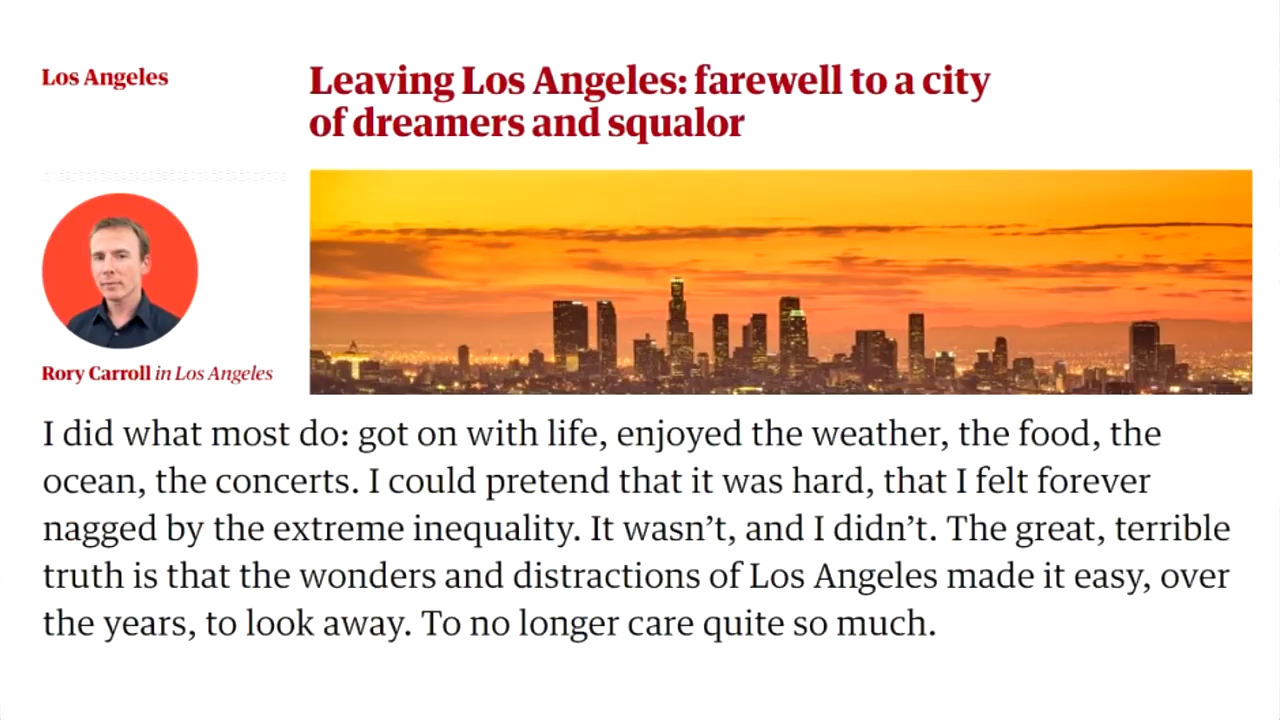 Los Angeles
Leaving Los Angeles: farewell to a city
of dreamers and squalor
Rory Carroll in Los Angeles
I did what most do: got on with life, enjoyed the weather, the food, the
ocean, the concerts. I could pretend that it was hard, that I felt forever
nagged by the extreme inequality. It wasn’t, and I didn’t. The great, terrible
truth is that the wonders and distractions of Los Angeles made it easy, over
the years, to look away. To no longer care quite so much.